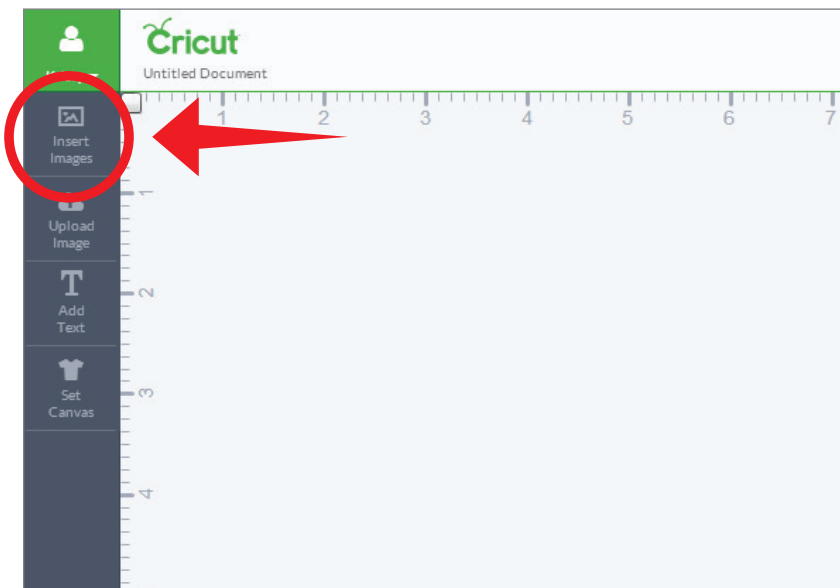 Cricut
Untitled Document
1 2 3 4 5 6 7
Insert
Images
1
Upload
Image
2
Add
Text
3
Set
Canvas
4